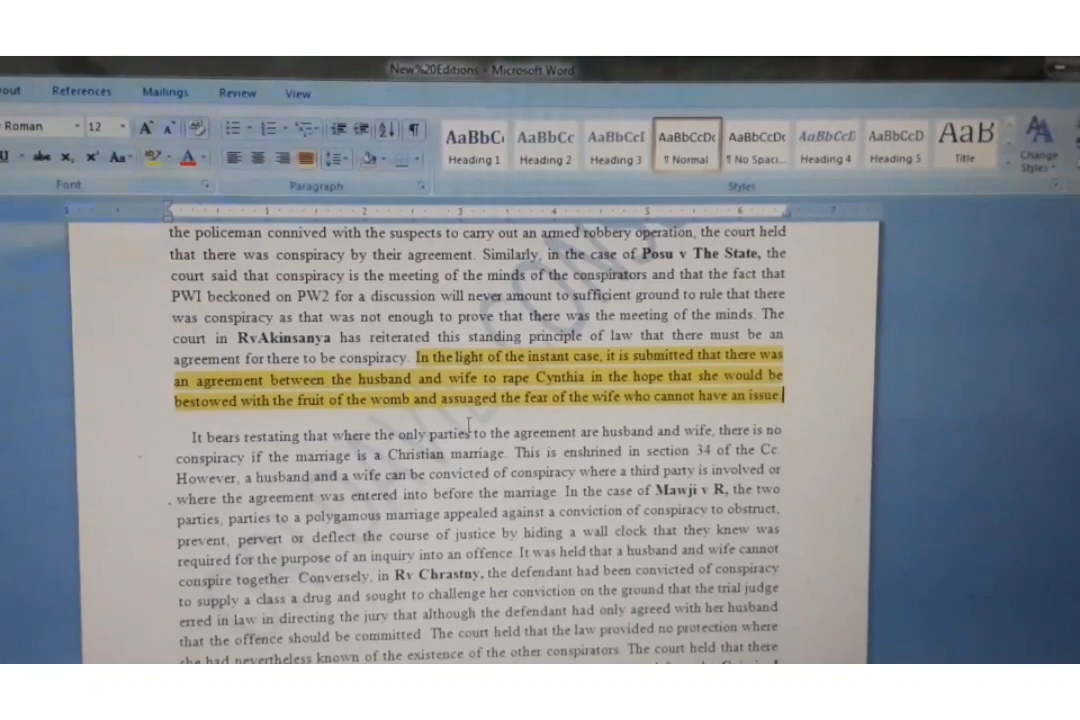 New%20Editions - Microsoft Word
out References Mailings Review View
Roman 12
AaBbC AaBbCc AaBbCcI AaBbCcDc AaBbCcDc AaBbCcD AaBbCcD AaB
Heading 1 Heading 2 Heading 3 ¶ Normal ¶ No Spaci... Heading 4 Heading 5 Title
Change
Styles
Font Paragraph Styles
1 1 2 3 4 5 6 7
the policeman connived with the suspects to carry out an armed robbery operation, the court held
that there was conspiracy by their agreement. Similarly, in the case of Posu v The State, the
court said that conspiracy is the meeting of the minds of the conspirators and that the fact that
PWI beckoned on PW2 for a discussion will never amount to sufficient ground to rule that there
was conspiracy as that was not enough to prove that there was the meeting of the minds. The
court in RvAkinsanya has reiterated this standing principle of law that there must be an
agreement for there to be conspiracy. In the light of the instant case, it is submitted that there was
an agreement between the husband and wife to rape Cynthia in the hope that she would be
bestowed with the fruit of the womb and assuaged the fear of the wife who cannot have an issue.
It bears restating that where the only parties to the agreement are husband and wife, there is no
conspiracy if the marriage is a Christian marriage. This is enshrined in section 34 of the Cc.
However, a husband and a wife can be convicted of conspiracy where a third party is involved or
where the agreement was entered into before the marriage. In the case of Mawji v R, the two
parties, parties to a polygamous marriage appealed against a conviction of conspiracy to obstruct,
prevent, pervert or deflect the course of justice by hiding a wall clock that they knew was
required for the purpose of an inquiry into an offence. It was held that a husband and wife cannot
conspire together. Conversely, in Rv Chrastny, the defendant had been convicted of conspiracy
to supply a class a drug and sought to challenge her conviction on the ground that the trial judge
erred in law in directing the jury that although the defendant had only agreed with her husband
that the offence should be committed. The court held that the law provided no protection where
she had nevertheless known of the existence of the other conspirators. The court held that there